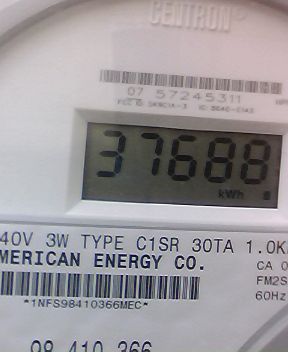 CENTRON®
07 57245311
37688
kWh
40V 3W TYPE C1SR 30TA 1.0K
MERICAN ENERGY CO.
CA 0
FM2S
60Hz
*1NFS98410366MEC*
98 410 366